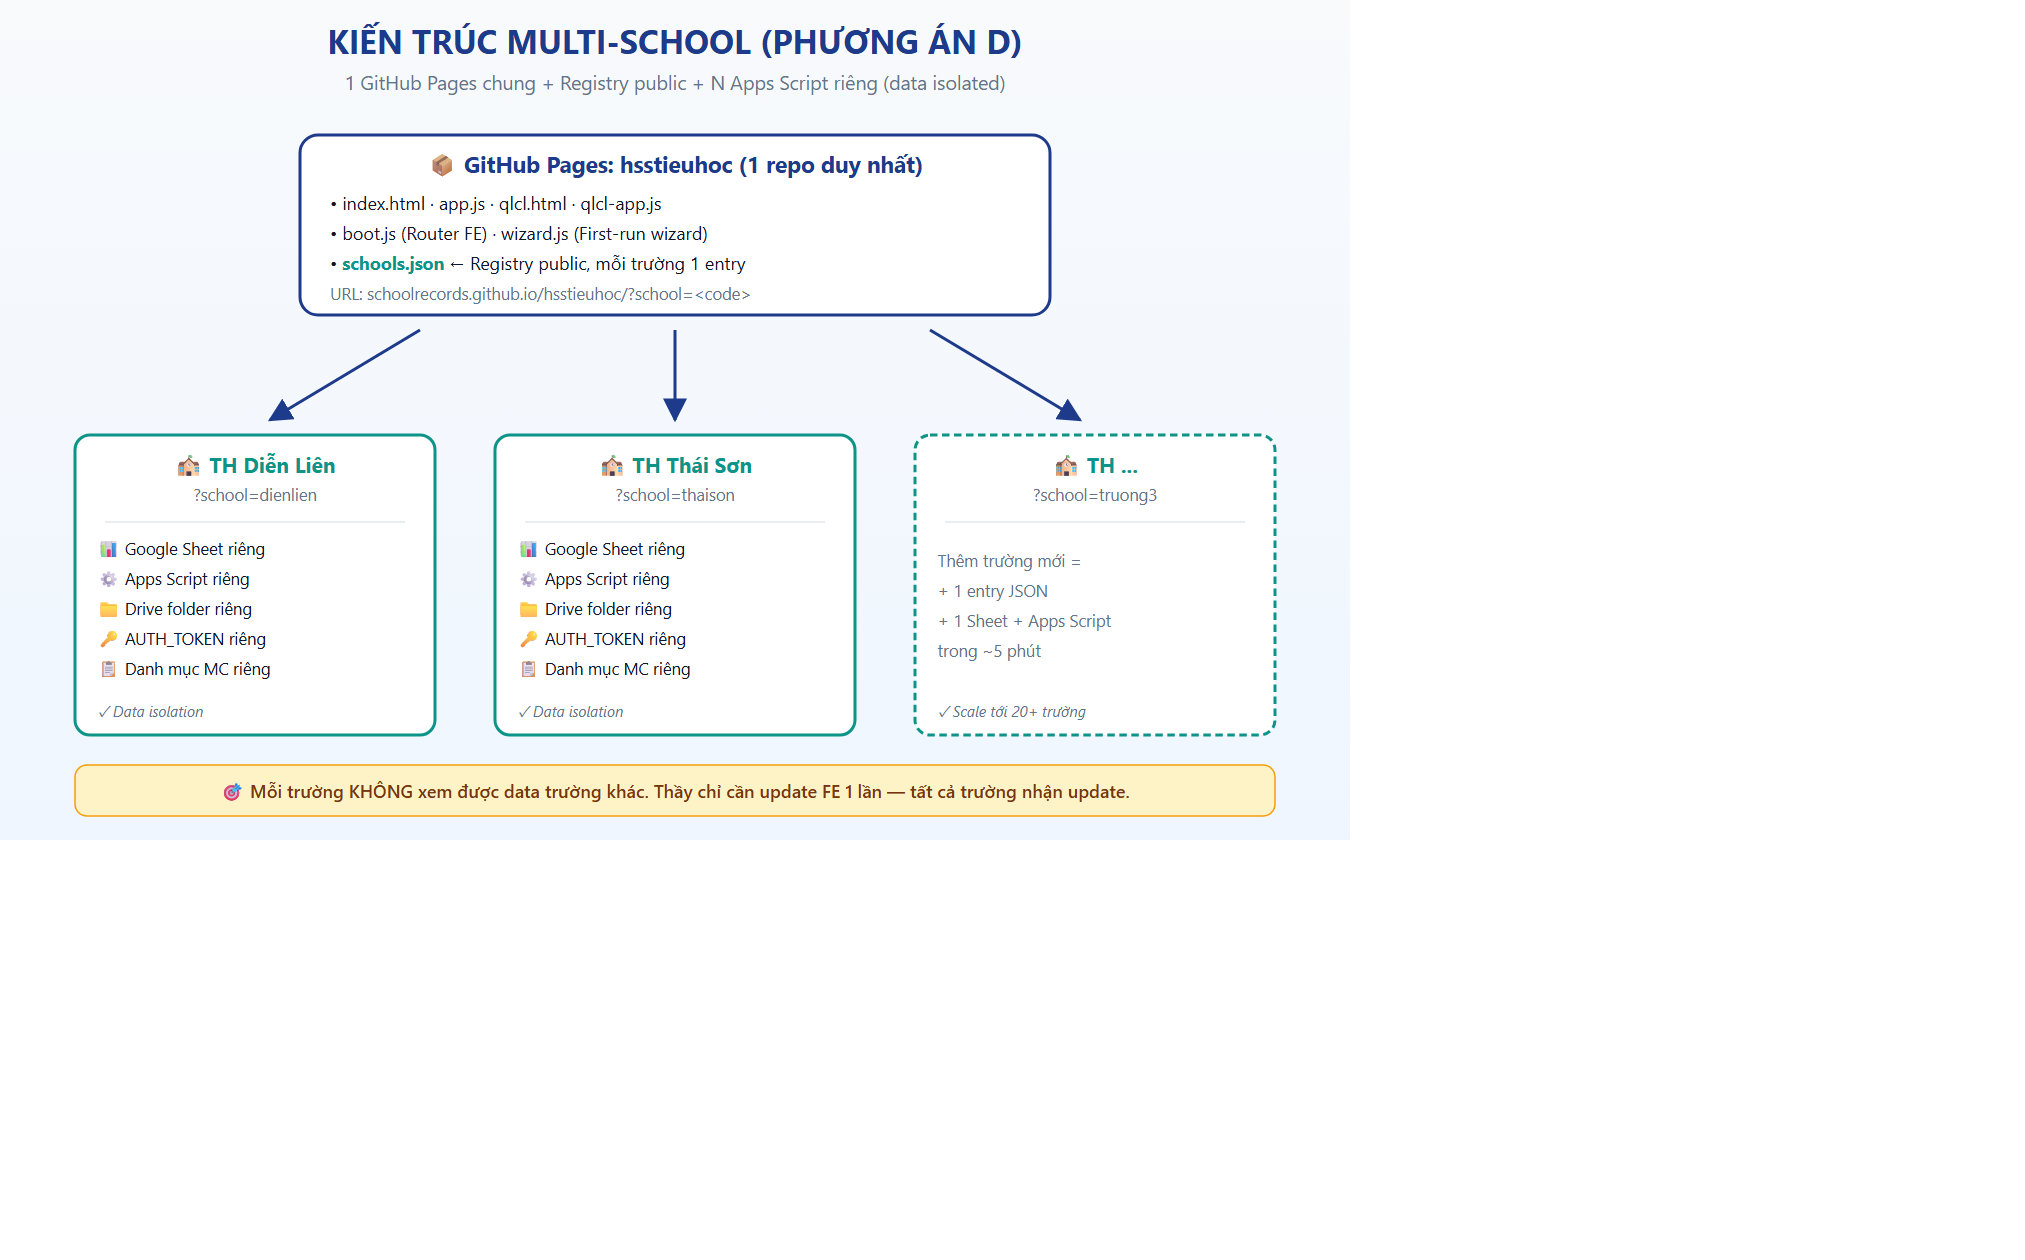 KIẾN TRÚC MULTI-SCHOOL (PHƯƠNG ÁN D)
1 GitHub Pages chung + Registry public + N Apps Script riêng (data isolated)
📦 GitHub Pages: hsstieuhoc (1 repo duy nhất)
• index.html · app.js · qlcl.html · qlcl-app.js
• boot.js (Router FE) · wizard.js (First-run wizard)
• schools.json ← Registry public, mỗi trường 1 entry
URL: schoolrecords.github.io/hsstieuhoc/?school=<code>
🏫 TH Diễn Liên
?school=dienlien
📊 Google Sheet riêng
⚙️ Apps Script riêng
📁 Drive folder riêng
🔑 AUTH_TOKEN riêng
📋 Danh mục MC riêng
✓ Data isolation
🏫 TH Thái Sơn
?school=thaison
📊 Google Sheet riêng
⚙️ Apps Script riêng
📁 Drive folder riêng
🔑 AUTH_TOKEN riêng
📋 Danh mục MC riêng
✓ Data isolation
🏫 TH ...
?school=truong3
Thêm trường mới =
+ 1 entry JSON
+ 1 Sheet + Apps Script
trong ~5 phút
✓ Scale tới 20+ trường
🎯 Mỗi trường KHÔNG xem được data trường khác. Thầy chỉ cần update FE 1 lần — tất cả trường nhận update.